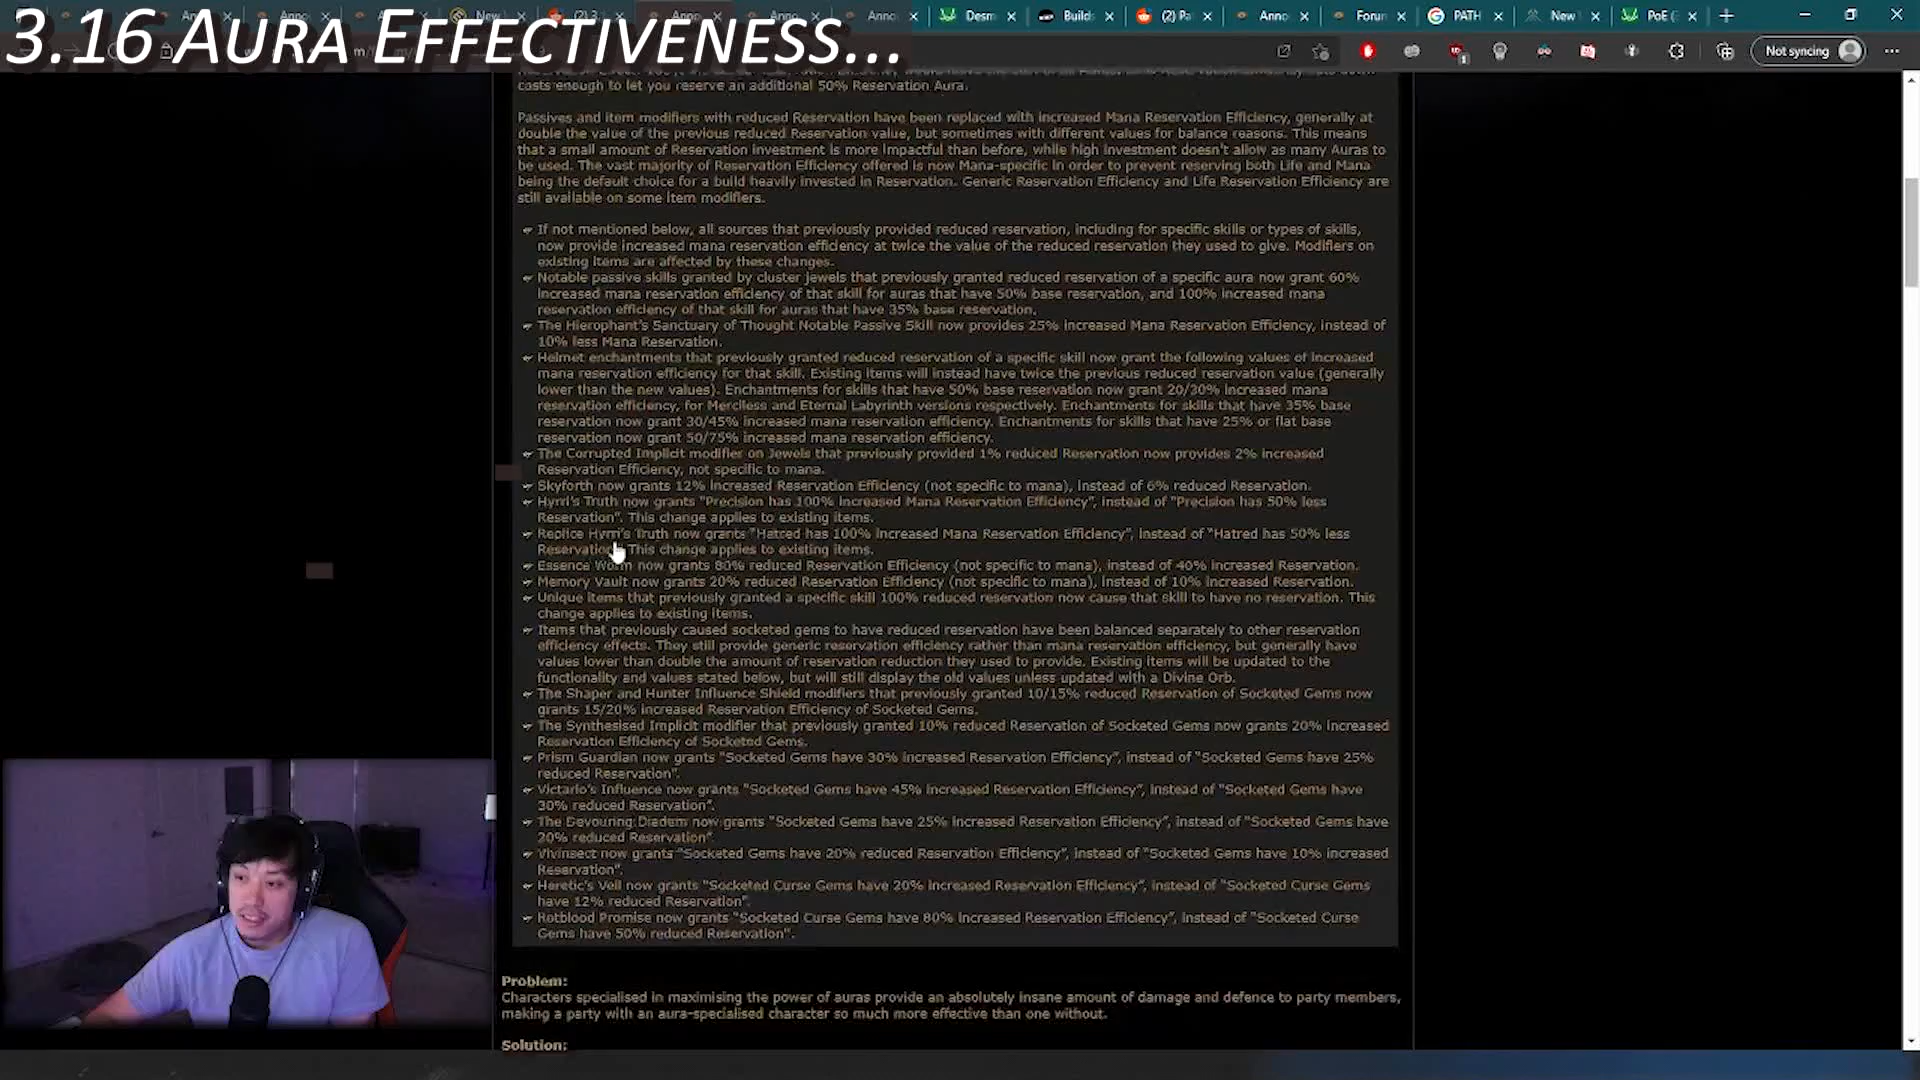 3.16 AURA EFFECTIVENESS...
Desm
Builds
(2) Pa
Anno
Forun
PATH
New
PoE (
Not syncing
costs enough to let you reserve an additional 50% Reservation Aura.
Passives and item modifiers with reduced Reservation have been replaced with increased Mana Reservation Efficiency, generally at
double the value of the previous reduced Reservation value, but sometimes with different values for balance reasons. This means
that a small amount of Reservation investment is more impactful than before, while high investment doesn't allow as many Auras to
be used. The vast majority of Reservation Efficiency offered is now Mana-specific in order to prevent reserving both Life and Mana
being the default choice for a build heavily invested in Reservation. Generic Reservation Efficiency and Life Reservation Efficiency are
still available on some item modifiers.
If not mentioned below, all sources that previously provided reduced reservation, including for specific skills or types of skills,
now provide increased mana reservation efficiency at twice the value of the reduced reservation they used to give. Modifiers on
existing items are affected by these changes.
Notable passive skills granted by cluster jewels that previously granted reduced reservation of a specific aura now grant 60%
increased mana reservation efficiency of that skill for auras that have 50% base reservation, and 100% increased mana
reservation efficiency of that skill for auras that have 35% base reservation.
The Hierophant's Sanctuary of Thought Notable Passive Skill now provides 25% increased Mana Reservation Efficiency, instead of
10% less Mana Reservation.
Helmet enchantments that previously granted reduced reservation of a specific skill now grant the following values of increased
mana reservation efficiency for that skill. Existing items will instead have twice the previous reduced reservation value (generally
lower than the new values). Enchantments for skills that have 50% base reservation now grant 20/30% increased mana
reservation efficiency, for Merciless and Eternal Labyrinth versions respectively. Enchantments for skills that have 35% base
reservation now grant 30/45% increased mana reservation efficiency. Enchantments for skills that have 25% or flat base
reservation now grant 50/75% increased mana reservation efficiency.
The Corrupted Implicit modifier on Jewels that previously provided 1% reduced Reservation now provides 2% increased
Reservation Efficiency, not specific to mana.
Skyforth now grants 12% increased Reservation Efficiency (not specific to mana), instead of 6% reduced Reservation.
Hyrri's Truth now grants "Precision has 100% increased Mana Reservation Efficiency", instead of "Precision has 50% less
Reservation". This change applies to existing items.
Replica Hyrri's Truth now grants "Hatred has 100% increased Mana Reservation Efficiency", instead of "Hatred has 50% less
Reservation". This change applies to existing items.
Essence Worm now grants 80% reduced Reservation Efficiency (not specific to mana), instead of 40% increased Reservation.
Memory Vault now grants 20% reduced Reservation Efficiency (not specific to mana), instead of 10% increased Reservation.
Unique items that previously granted a specific skill 100% reduced reservation now cause that skill to have no reservation. This
change applies to existing items.
Items that previously caused socketed gems to have reduced reservation have been balanced separately to other reservation
efficiency effects. They still provide generic reservation efficiency rather than mana reservation efficiency, but generally have
values lower than double the amount of reservation reduction they used to provide. Existing items will be updated to the
functionality and values stated below, but will still display the old values unless updated with a Divine Orb.
The Shaper and Hunter Influence Shield modifiers that previously granted 10/15% reduced Reservation of Socketed Gems now
grants 15/20% increased Reservation Efficiency of Socketed Gems.
The Synthesised Implicit modifier that previously granted 10% reduced Reservation of Socketed Gems now grants 20% increased
Reservation Efficiency of Socketed Gems.
Prism Guardian now grants "Socketed Gems have 30% increased Reservation Efficiency", instead of "Socketed Gems have 25%
reduced Reservation".
Victario's Influence now grants "Socketed Gems have 45% increased Reservation Efficiency", instead of "Socketed Gems have
30% reduced Reservation".
The Devouring Diadem now grants "Socketed Gems have 25% increased Reservation Efficiency", instead of "Socketed Gems have
20% reduced Reservation".
Vivinsect now grants "Socketed Gems have 20% reduced Reservation Efficiency", instead of "Socketed Gems have 10% increased
Reservation".
Heretic's Veil now grants "Socketed Curse Gems have 20% increased Reservation Efficiency", instead of "Socketed Curse Gems
have 12% reduced Reservation".
Rotblood Promise now grants "Socketed Curse Gems have 80% increased Reservation Efficiency", instead of "Socketed Curse
Gems have 50% reduced Reservation".
Problem:
Characters specialised in maximising the power of auras provide an absolutely insane amount of damage and defence to party members,
making a party with an aura-specialised character so much more effective than one without.
Solution: